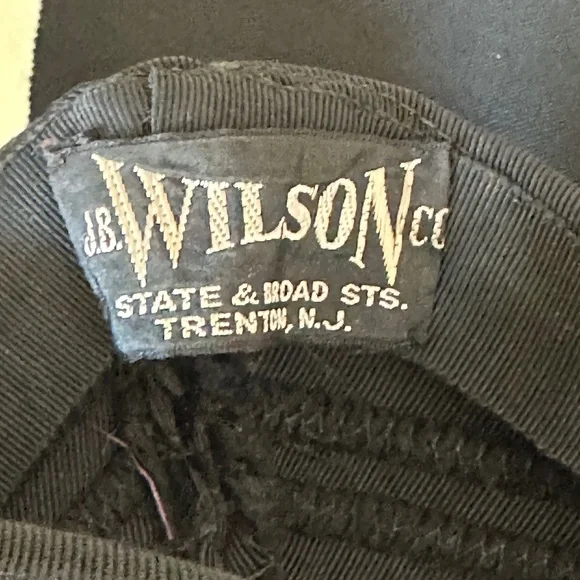 J.B. WILSON CO
STATE & BROAD STS.
TRENTON, N.J.